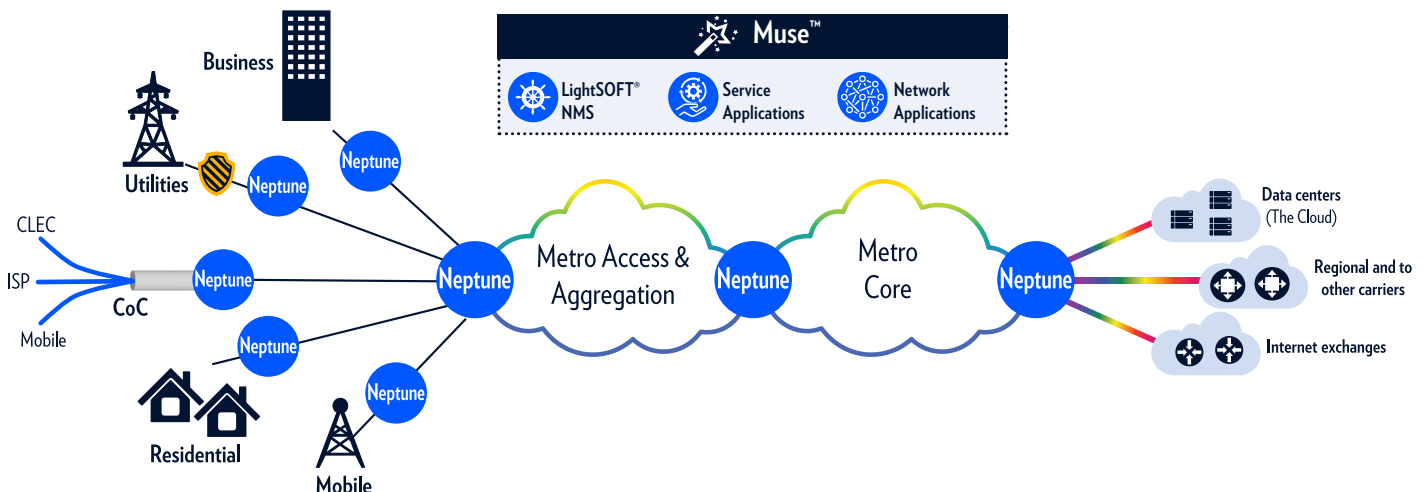 Muse™
LightSOFT®
NMS
Service
Applications
Network
Applications
Business
Utilities
Neptune
Neptune
CLEC
ISP
Mobile
CoC
Neptune
Neptune
Residential
Neptune
Mobile
Neptune
Metro Access &
Aggregation
Neptune
Metro
Core
Neptune
Data centers
(The Cloud)
Regional and to
other carriers
Internet exchanges